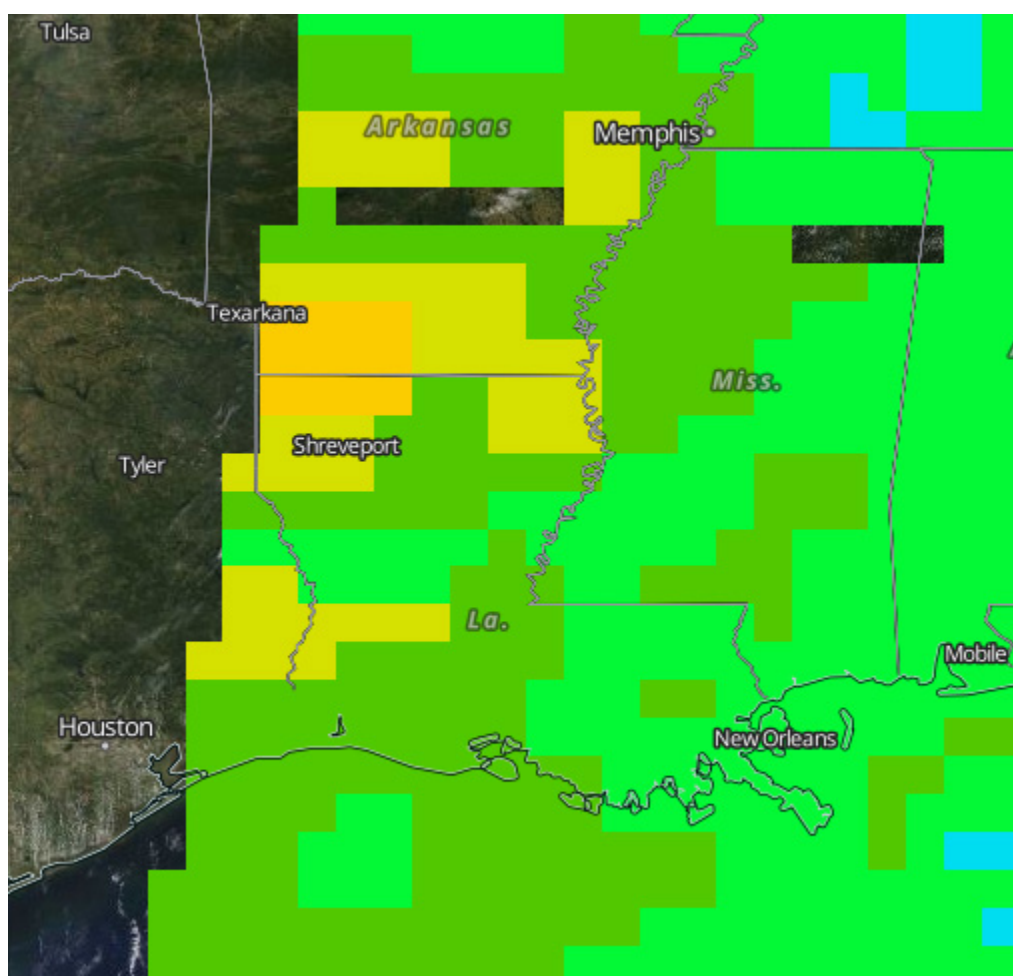 Tulsa
Arkansas
Memphis
Texarkana
Miss.
Shreveport
Tyler
La.
Mobile
Houston
New Orleans